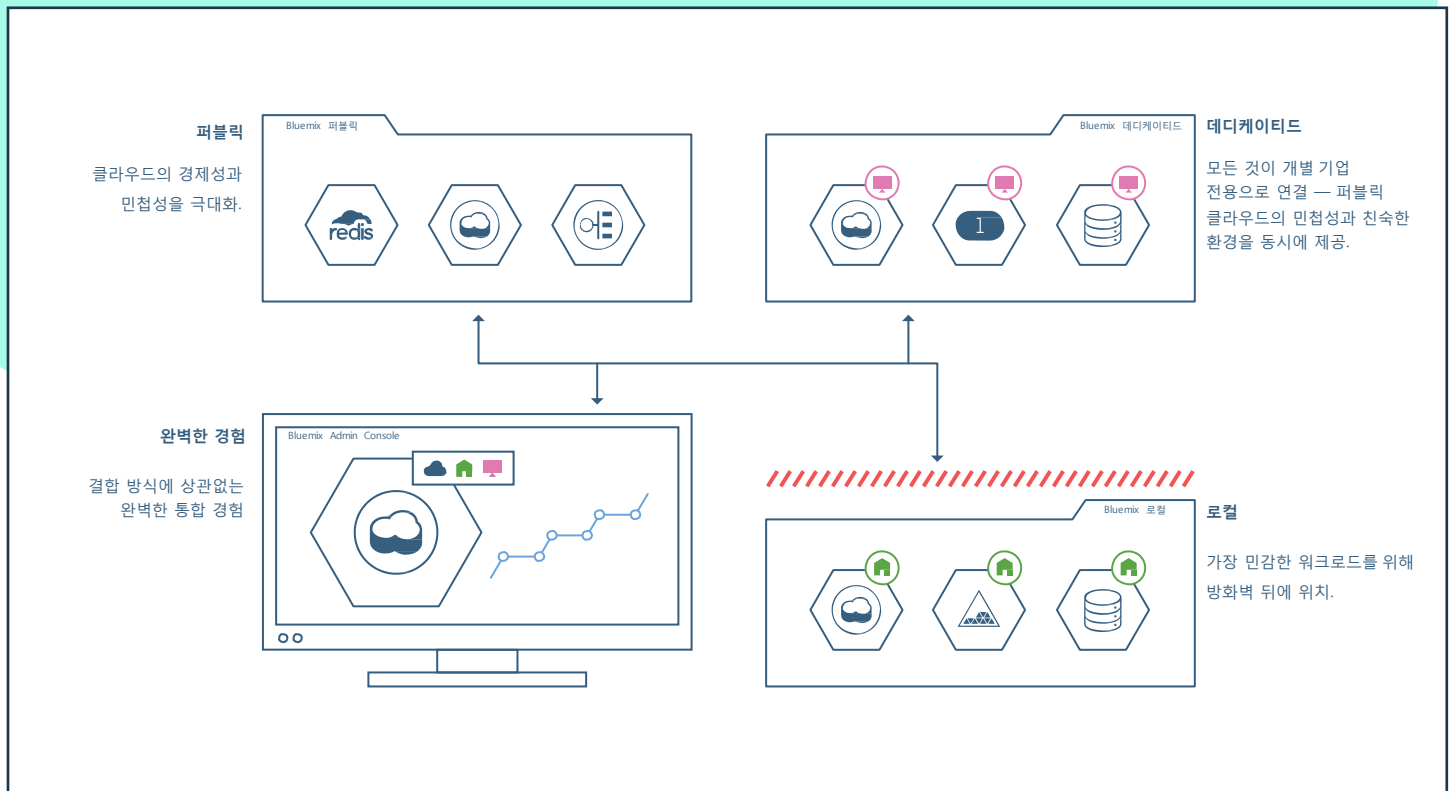 퍼블릭
클라우드의 경제성과
민첩성을 극대화.
Bluemix 퍼블릭
redis
Bluemix 데디케이티드
1
데디케이티드
모든 것이 개별 기업
전용으로 연결 — 퍼블릭
클라우드의 민첩성과 친숙한
환경을 동시에 제공.
완벽한 경험
결합 방식에 상관없는
완벽한 통합 경험
Bluemix Admin Console
Bluemix 로컬
로컬
가장 민감한 워크로드를 위해
방화벽 뒤에 위치.